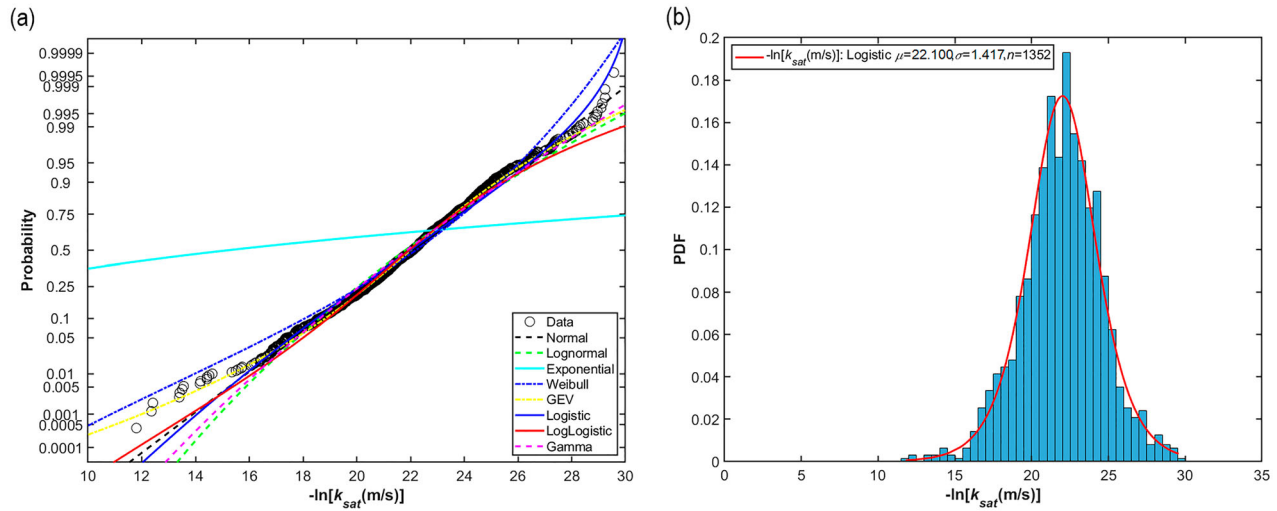 (a)
0.9999
0.9995
0.999
0.995
0.99
0.95
0.9
0.75
0.5
0.25
0.1
0.05
0.01
0.005
0.001
0.0005
0.0001
Probability
10 12 14 16 18 20 22 24 26 28 30
-ln[k_sat(m/s)]
Data
Normal
Lognormal
Exponential
Weibull
GEV
Logistic
LogLogistic
Gamma
(b)
-ln[k_sat(m/s)]: Logistic μ=22.100,σ=1.417,n=1352
0.2
0.18
0.16
0.14
0.12
0.1
0.08
0.06
0.04
0.02
0
PDF
0 5 10 15 20 25 30 35
-ln[k_sat(m/s)]